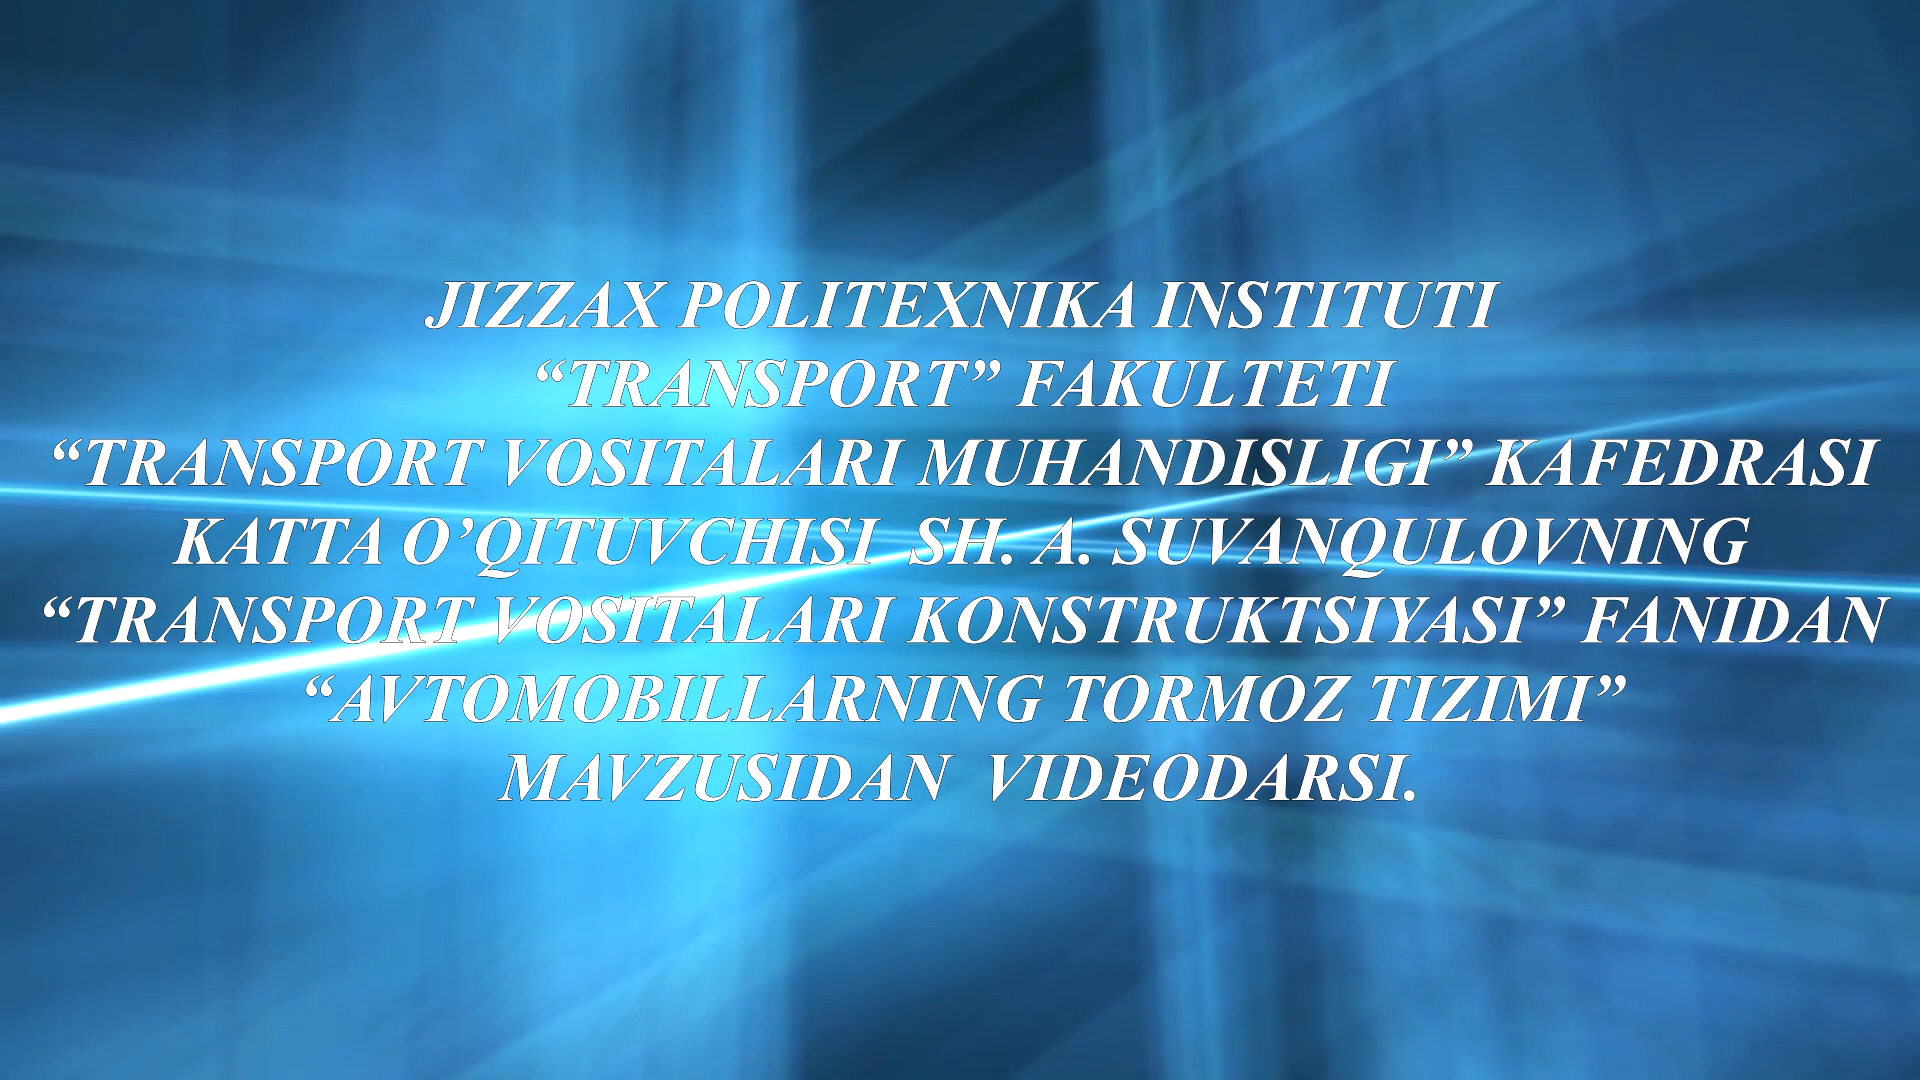 JIZZAX POLITEXNIKA INSTITUTI
“TRANSPORT” FAKULTETI
“TRANSPORT VOSITALARI MUHANDISLIGI” KAFEDRASI
KATTA O’QITUVCHISI SH. A. SUVANQULOVNING
“TRANSPORT VOSITALARI KONSTRUKTSIYASI” FANIDAN
“AVTOMOBILLARNING TORMOZ TIZIMI”
MAVZUSIDAN VIDEODARSI.